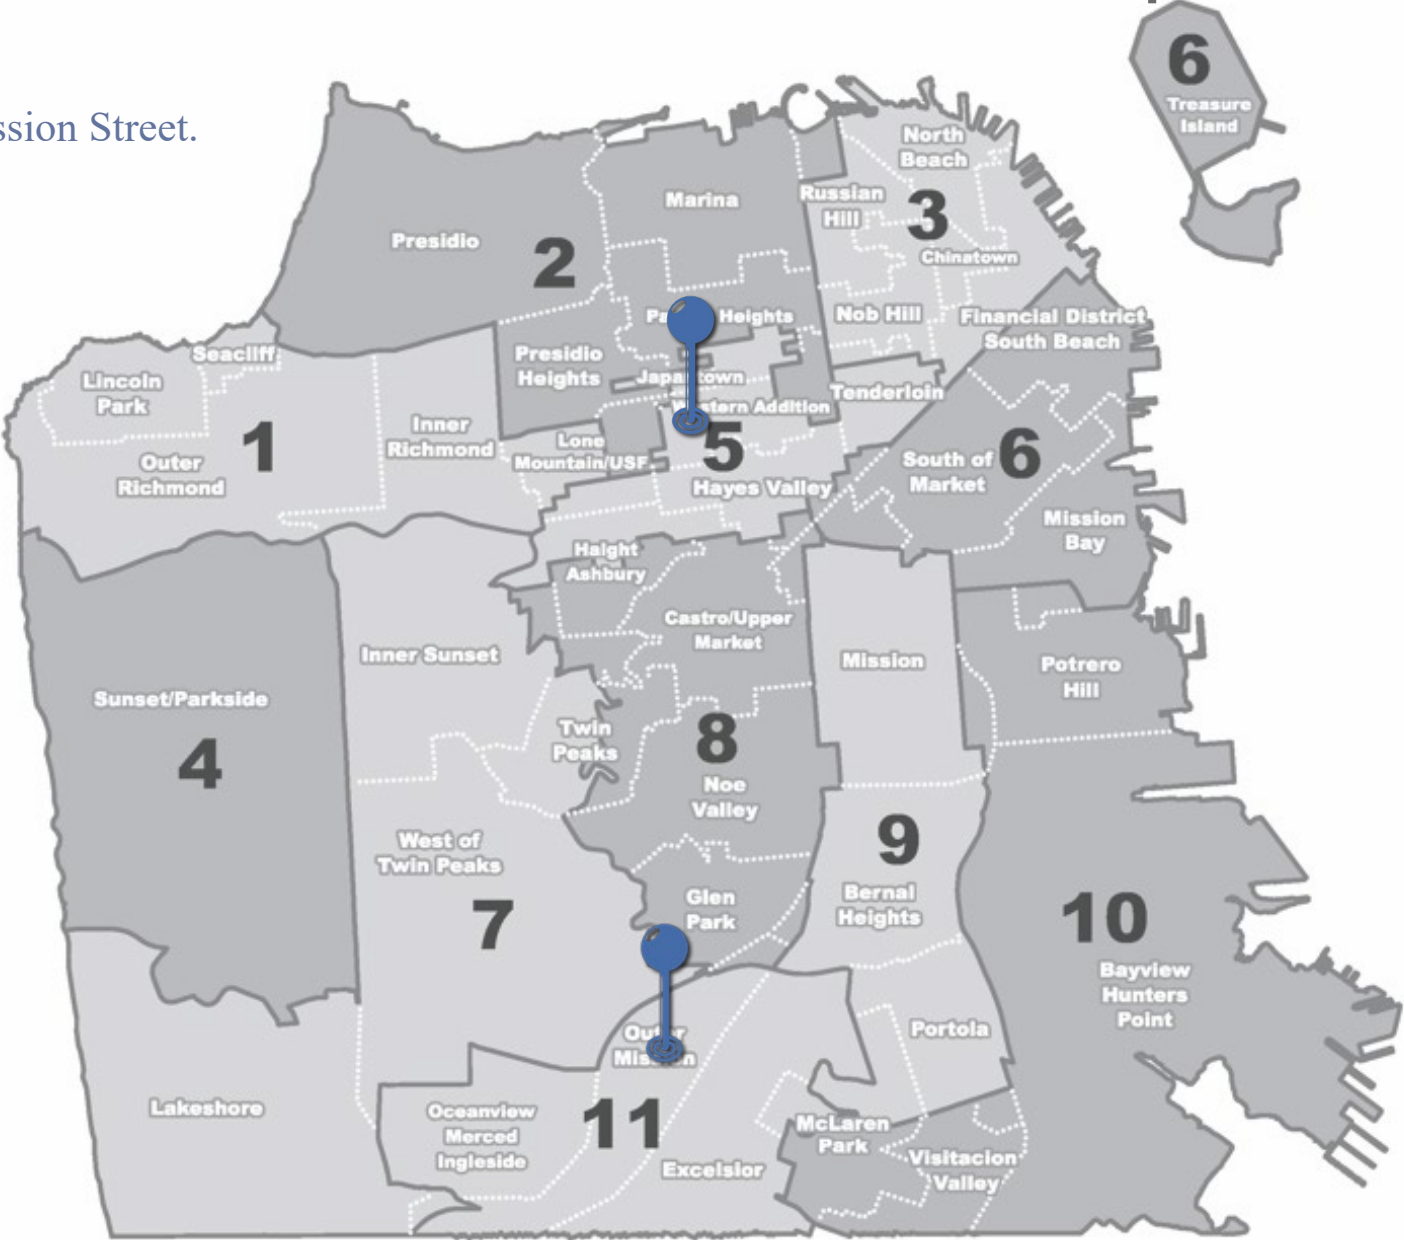 6
Treasure
Island
ssion Street.
North
Beach
Marina
Russian
Hill
3
Presidio
2
Chinatown
Heights
Nob Hill
Financial District
South Beach
Seacliff
Presidio
Heights
Lincoln
Park
Tenderloin
Inner
Richmond
1
Addition
5
Lone
Mountain/USF
Outer
Richmond
South of
Market
6
Hayes Valley
Mission
Bay
Haight
Ashbury
Castro/Upper
Market
Inner Sunset
Mission
Potrero
Hill
Sunset/Parkside
4
Twin
Peaks
8
Noe
Valley
West of
Twin Peaks
9
7
Glen
Park
Bernal
Heights
10
Bayview
Hunters
Point
Portola
Lakeshore
Oceanview
Merced
Ingleside
11
McLaren
Park
Excelsior
Visitacion
Valley